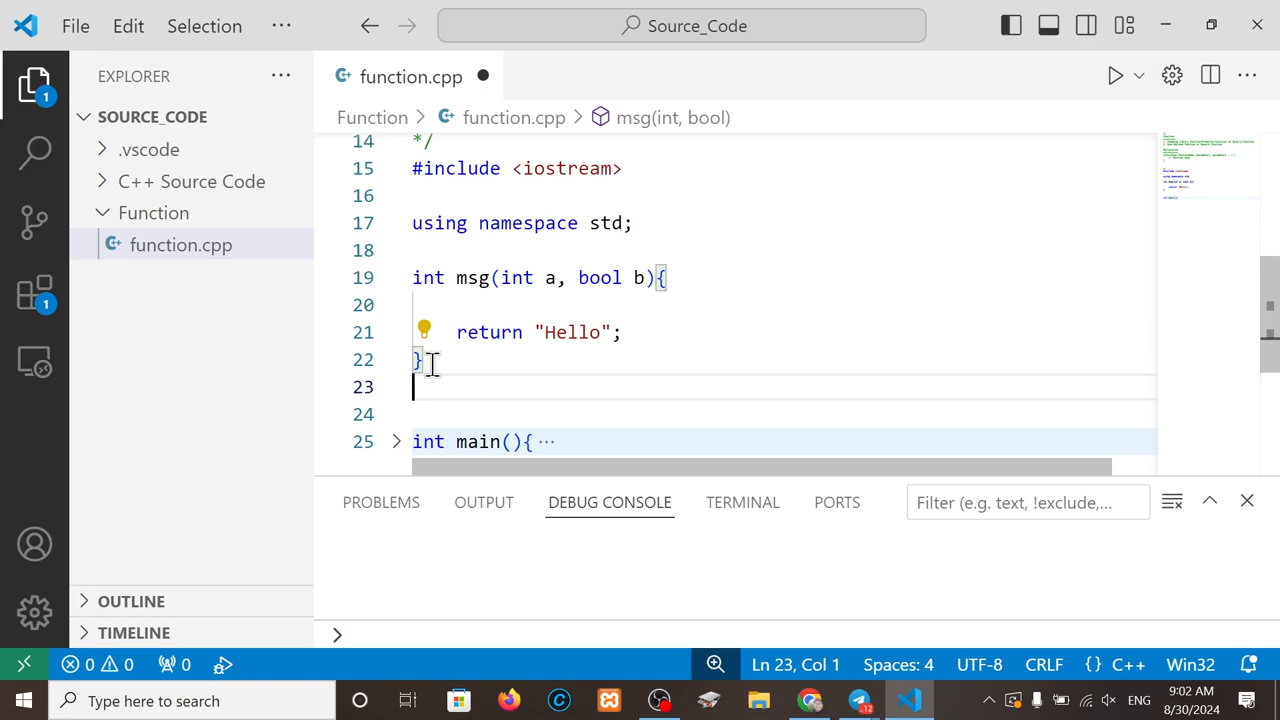 File Edit Selection ··· Source_Code
EXPLORER ···
function.cpp
1
SOURCE_CODE
Function > function.cpp > msg(int, bool)
.vscode
C++ Source Code
Function
function.cpp
1
14 */
15 #include <iostream>
16
17 using namespace std;
18
19 int msg(int a, bool b){
20
21 return "Hello";
22 }
23
24
25 int main(){ ···
PROBLEMS OUTPUT DEBUG CONSOLE TERMINAL PORTS Filter (e.g. text, !exclude,...
OUTLINE
TIMELINE
0 0 0 Ln 23, Col 1 Spaces: 4 UTF-8 CRLF {} C++ Win32
Type here to search 12 ENG 9:02 AM
8/30/2024